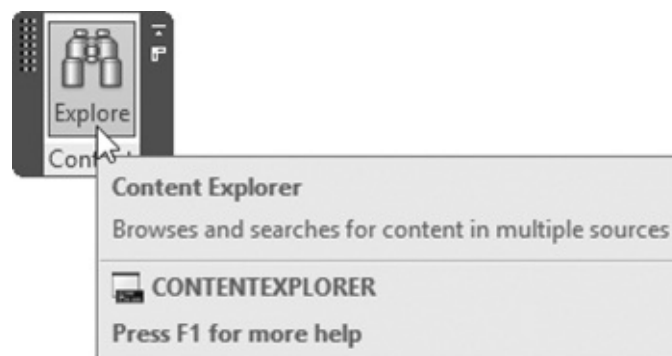 Explore
Content Explorer
Browses and searches for content in multiple sources
CONTENTEXPLORER
Press F1 for more help